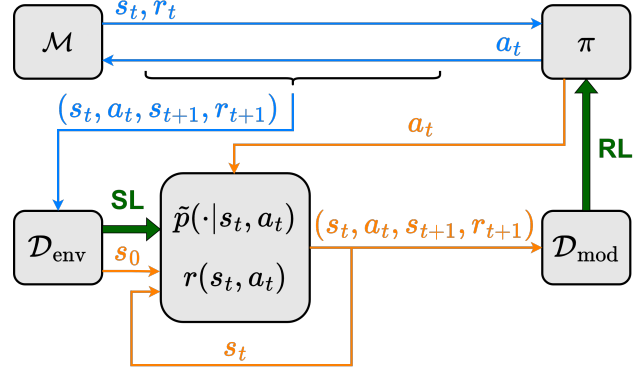 s_t, r_t
ℳ
π
a_t
(s_t, a_t, s_{t+1}, r_{t+1})
a_t
RL
SL
p̃(·|s_t, a_t)
(s_t, a_t, s_{t+1}, r_{t+1})
𝒟_env
s_0
r(s_t, a_t)
𝒟_mod
s_t